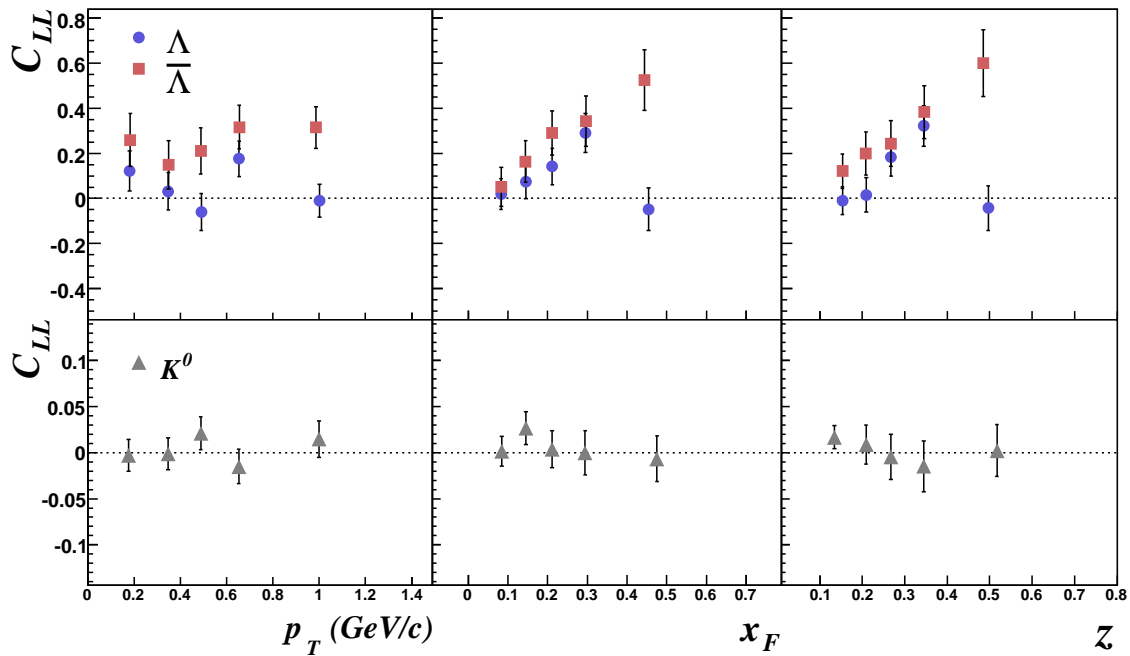 C_LL
0.8
0.6
0.4
0.2
0
-0.2
-0.4
Λ
Λ̅
C_LL
0.1
0.05
0
-0.05
-0.1
K^0
0 0.2 0.4 0.6 0.8 1 1.2 1.4
0 0.1 0.2 0.3 0.4 0.5 0.6 0.7
0.1 0.2 0.3 0.4 0.5 0.6 0.7 0.8
p_T (GeV/c)
x_F
z